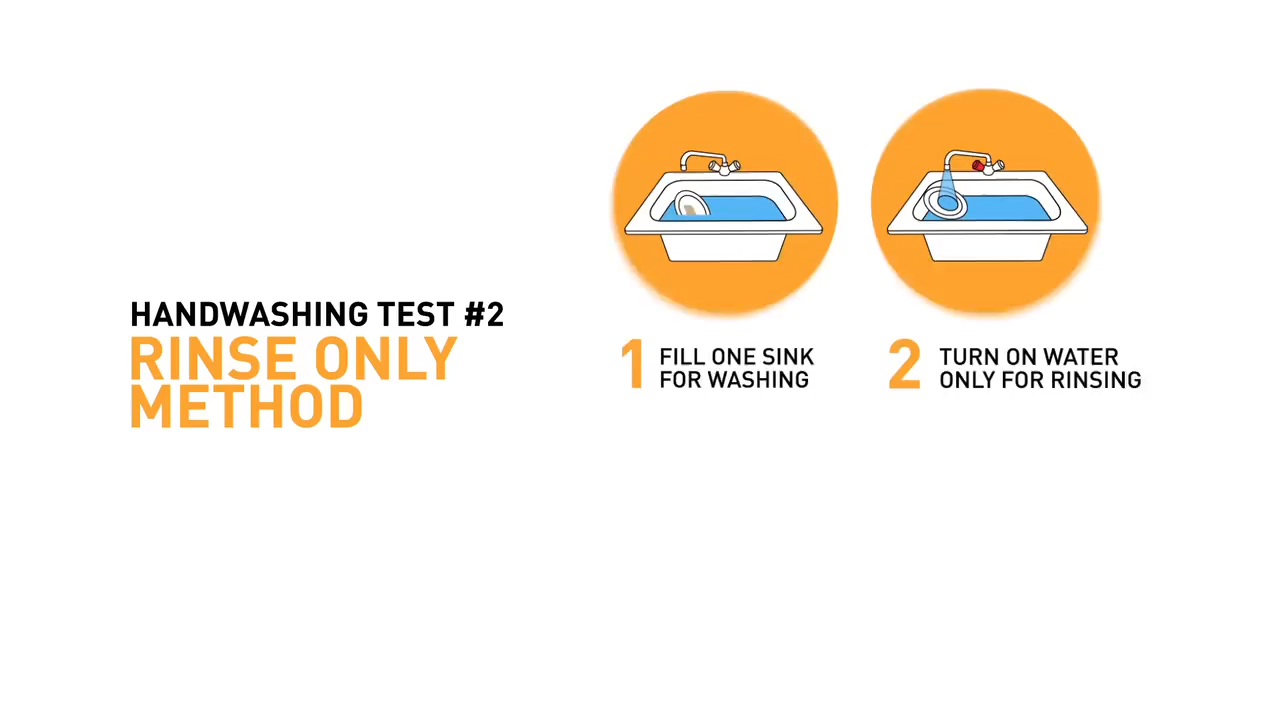 HANDWASHING TEST #2
RINSE ONLY
METHOD
1 FILL ONE SINK
FOR WASHING
2 TURN ON WATER
ONLY FOR RINSING